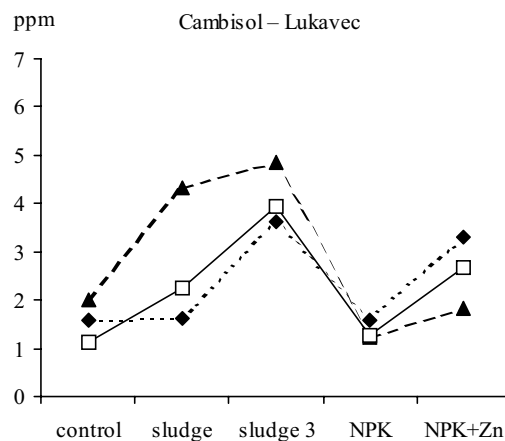 ppm
Cambisol – Lukavec
7
6
5
4
3
2
1
0
control sludge sludge 3 NPK NPK+Zn